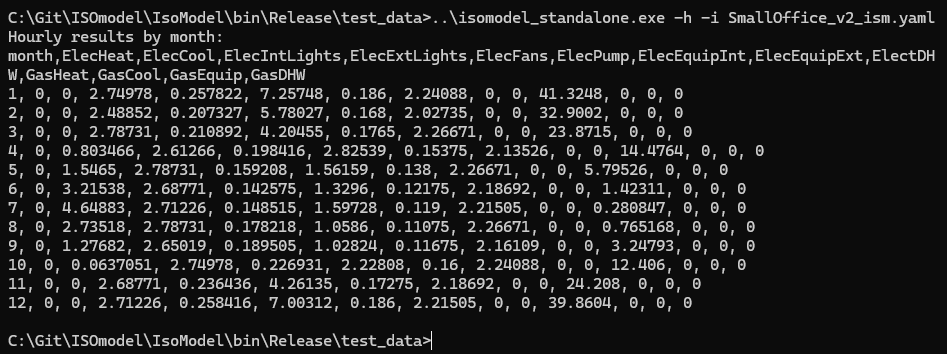 C:\Git\ISOmodel\IsoModel\bin\Release\test_data>..\isomodel_standalone.exe -h -i SmallOffice_v2_ism.yaml
Hourly results by month:
month,ElecHeat,ElecCool,ElecIntLights,ElecExtLights,ElecFans,ElecPump,ElecEquipInt,ElecEquipExt,ElectDH
W,GasHeat,GasCool,GasEquip,GasDHW
1, 0, 0, 2.74978, 0.257822, 7.25748, 0.186, 2.24088, 0, 0, 41.3248, 0, 0, 0
2, 0, 0, 2.48852, 0.207327, 5.78027, 0.168, 2.02735, 0, 0, 32.9002, 0, 0, 0
3, 0, 0, 2.78731, 0.210892, 4.20455, 0.1765, 2.26671, 0, 0, 23.8715, 0, 0, 0
4, 0, 0.803466, 2.61266, 0.198416, 2.82539, 0.15375, 2.13526, 0, 0, 14.4764, 0, 0, 0
5, 0, 1.5465, 2.78731, 0.159208, 1.56159, 0.138, 2.26671, 0, 0, 5.79526, 0, 0, 0
6, 0, 3.21538, 2.68771, 0.142575, 1.3296, 0.12175, 2.18692, 0, 0, 1.42311, 0, 0, 0
7, 0, 4.64883, 2.71226, 0.148515, 1.59728, 0.119, 2.21505, 0, 0, 0.280847, 0, 0, 0
8, 0, 2.73518, 2.78731, 0.178218, 1.0586, 0.11075, 2.26671, 0, 0, 0.765168, 0, 0, 0
9, 0, 1.27682, 2.65019, 0.189505, 1.02824, 0.11675, 2.16109, 0, 0, 3.24793, 0, 0, 0
10, 0, 0.0637051, 2.74978, 0.226931, 2.22808, 0.16, 2.24088, 0, 0, 12.406, 0, 0, 0
11, 0, 0, 2.68771, 0.236436, 4.26135, 0.17275, 2.18692, 0, 0, 24.208, 0, 0, 0
12, 0, 0, 2.71226, 0.258416, 7.00312, 0.186, 2.21505, 0, 0, 39.8604, 0, 0, 0
C:\Git\ISOmodel\IsoModel\bin\Release\test_data>